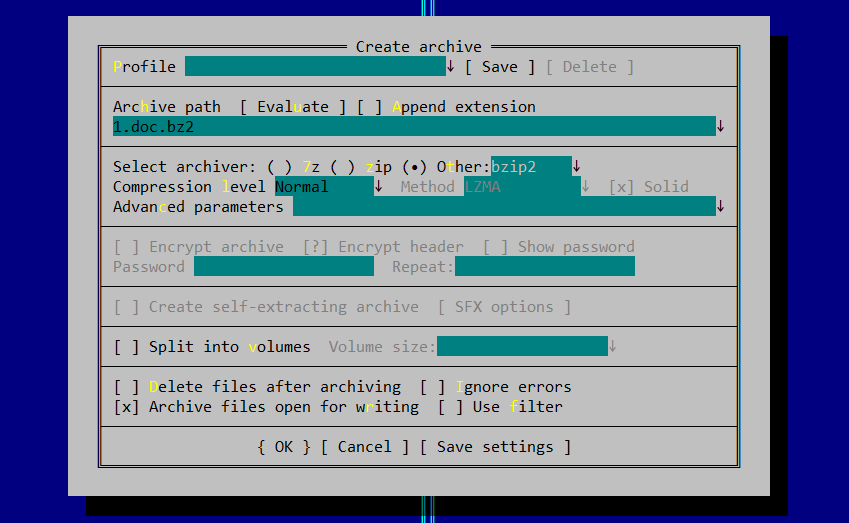 Create archive
Profile ↓ [ Save ] [ Delete ]
Archive path [ Evaluate ] [ ] Append extension
1.doc.bz2 ↓
Select archiver: ( ) 7z ( ) zip (•) Other:bzip2 ↓
Compression level Normal ↓ Method LZMA ↓ [x] Solid
Advanced parameters ↓
[ ] Encrypt archive [?] Encrypt header [ ] Show password
Password Repeat:
[ ] Create self-extracting archive [ SFX options ]
[ ] Split into volumes Volume size: ↓
[ ] Delete files after archiving [ ] Ignore errors
[x] Archive files open for writing [ ] Use filter
{ OK } [ Cancel ] [ Save settings ]